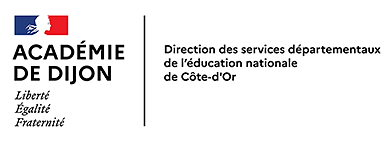 ACADÉMIE
DE DIJON
Liberté
Égalité
Fraternité
Direction des services départementaux
de l'éducation nationale
de Côte-d'Or